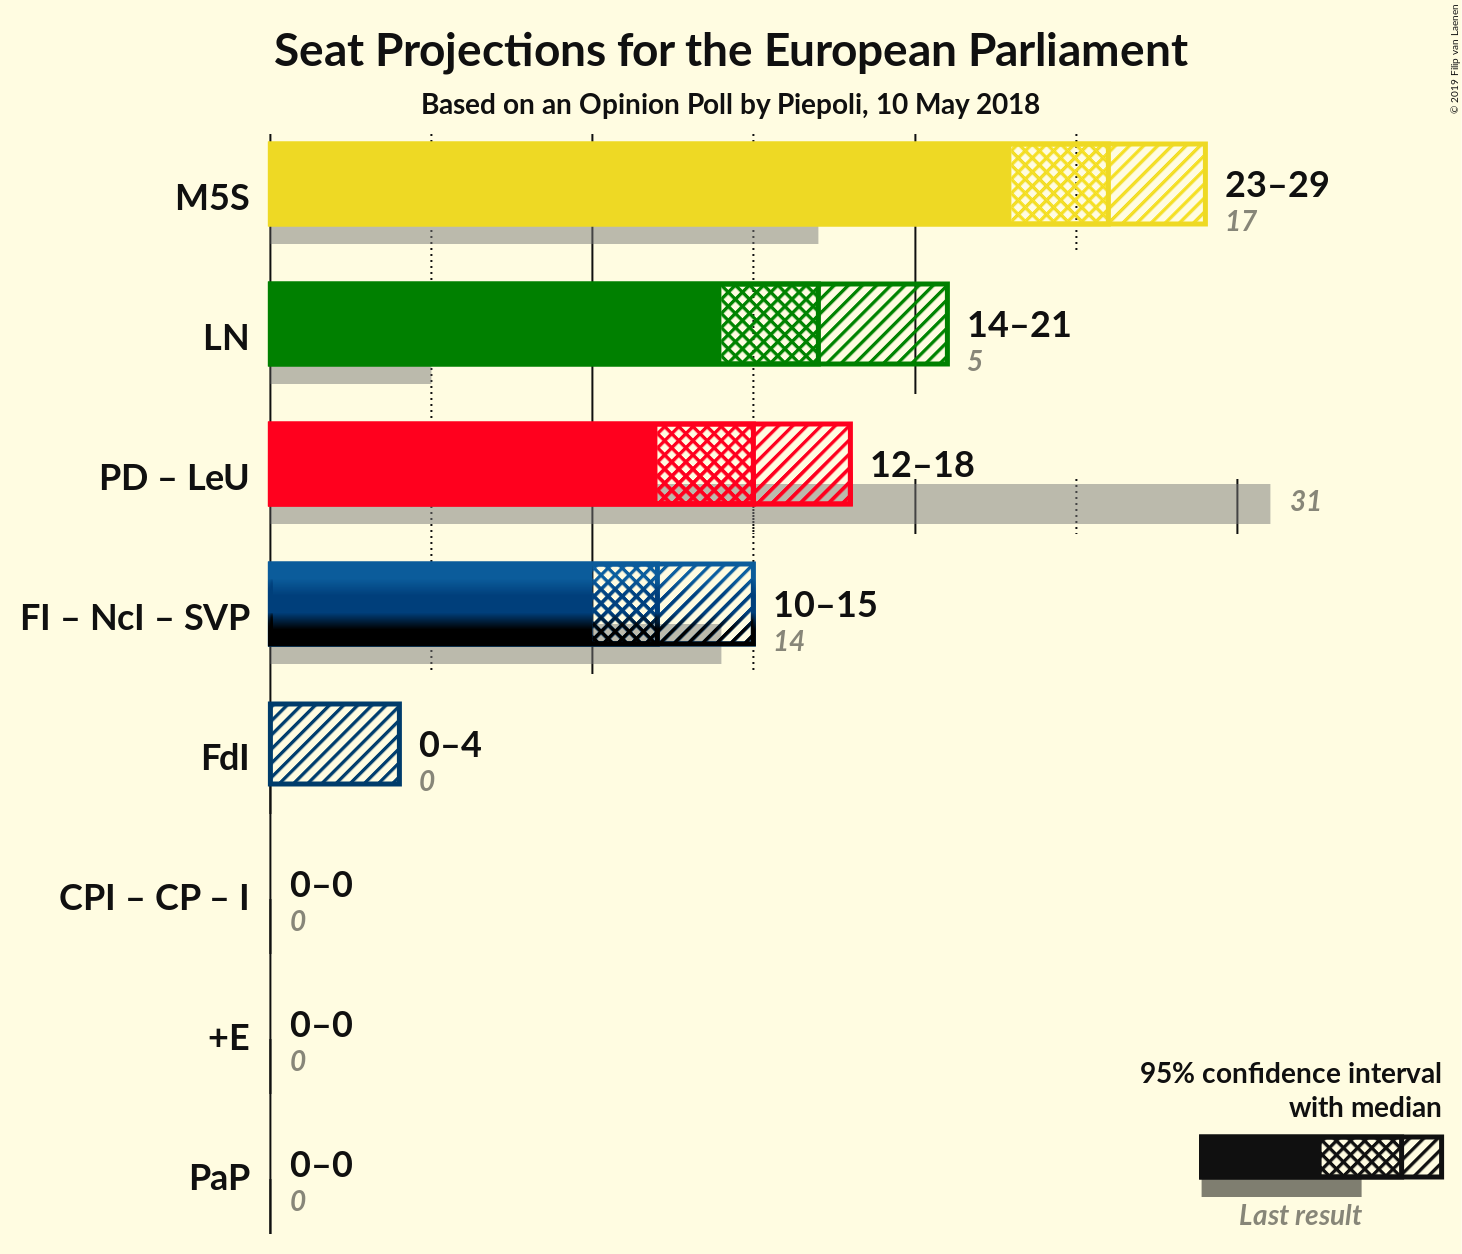 Seat Projections for the European Parliament
Based on an Opinion Poll by Piepoli, 10 May 2018
© 2019 Filip van Laenen
M5S
23–29
17
LN
14–21
5
PD – LeU
12–18
31
FI – NcI – SVP
10–15
14
FdI
0–4
0
CPI – CP – I
0–0
0
+E
0–0
0
PaP
0–0
0
95% confidence interval
with median
Last result